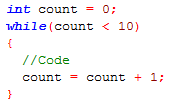 int count = 0;
while(count < 10)
{
  //Code
  count = count + 1;
}